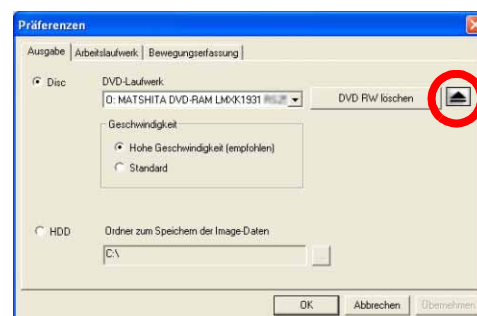 Präferenzen
Ausgabe Arbeitslaufwerk Bewegungserfassung
Disc DVD-Laufwerk
O: MATSHITA DVD-RAM LMXK1931 DVD RW löschen
Geschwindigkeit
Hohe Geschwindigkeit (empfohlen)
Standard
HDD Ordner zum Speichern der Image-Daten
C:\ ...
OK Abbrechen Übernehmen